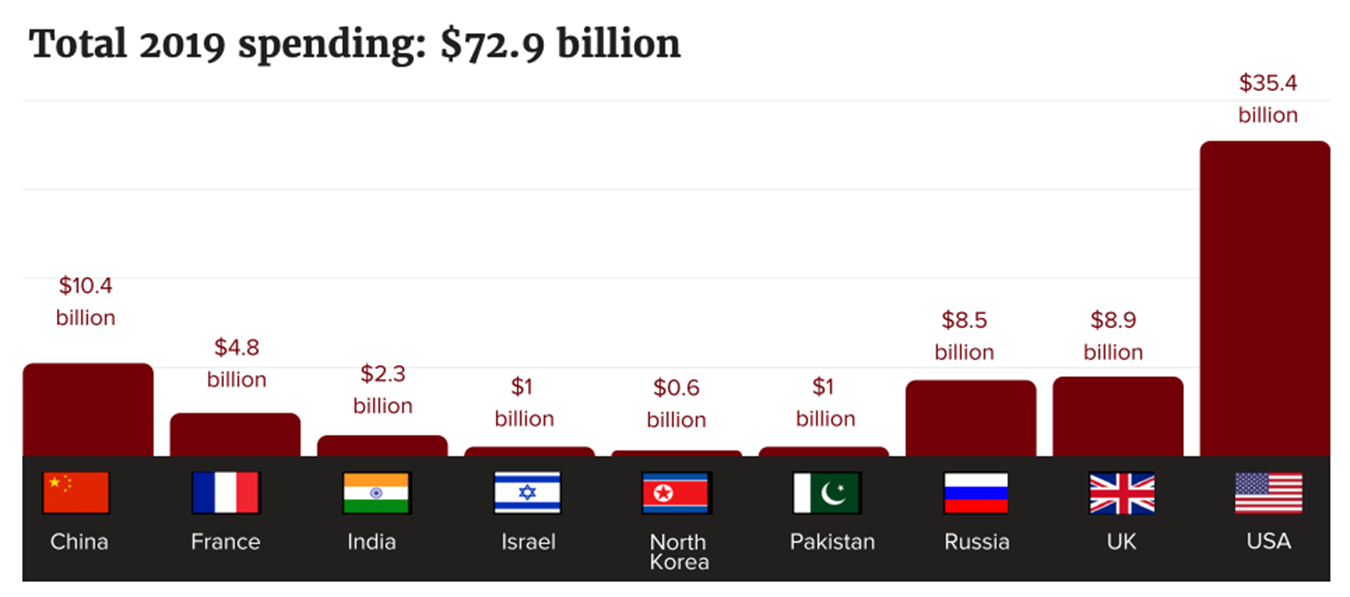 Total 2019 spending: $72.9 billion
$10.4
billion
$4.8
billion
$2.3
billion
$1
billion
$0.6
billion
$1
billion
$8.5
billion
$8.9
billion
$35.4
billion
China
France
India
Israel
North
Korea
Pakistan
Russia
UK
USA